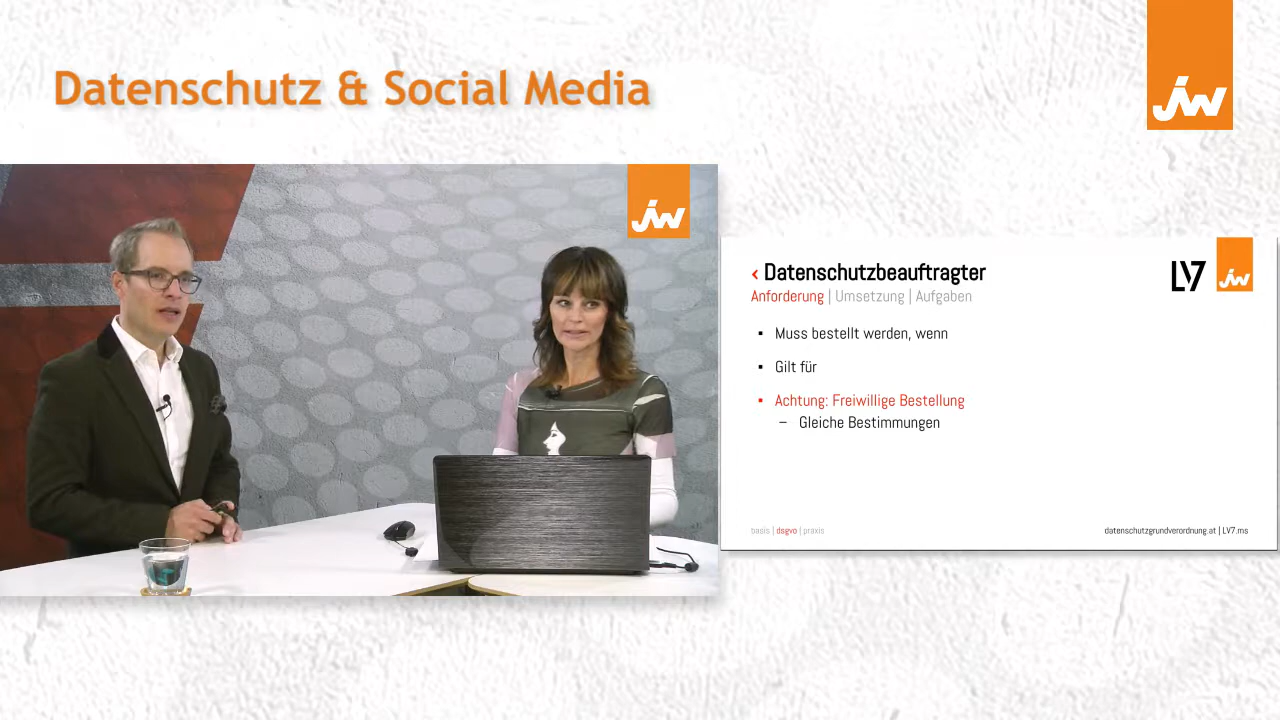 Datenschutz & Social Media
jw
jw
‹ Datenschutzbeauftragter
LV7
jw
Anforderung | Umsetzung | Aufgaben
▪ Muss bestellt werden, wenn
▪ Gilt für
▪ Achtung: Freiwillige Bestellung
– Gleiche Bestimmungen
basis | dsgvo | praxis
datenschutzgrundverordnung.at | LV7.ms